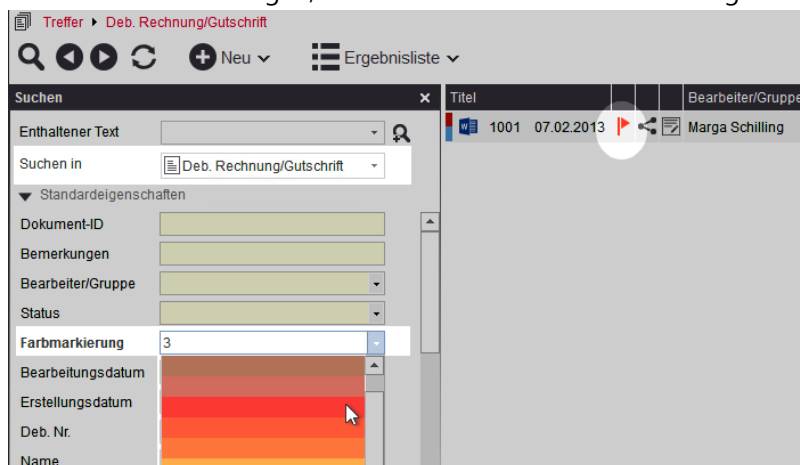 Treffer Deb. Rechnung/Gutschrift
Neu Ergebnisliste
Suchen
Enthaltener Text
Suchen in Deb. Rechnung/Gutschrift
Standardeigenschaften
Dokument-ID
Bemerkungen
Bearbeiter/Gruppe
Status
Farbmarkierung 3
Bearbeitungsdatum
Erstellungsdatum
Deb. Nr.
Name
Titel Bearbeiter/Gruppe
1001 07.02.2013 Marga Schilling